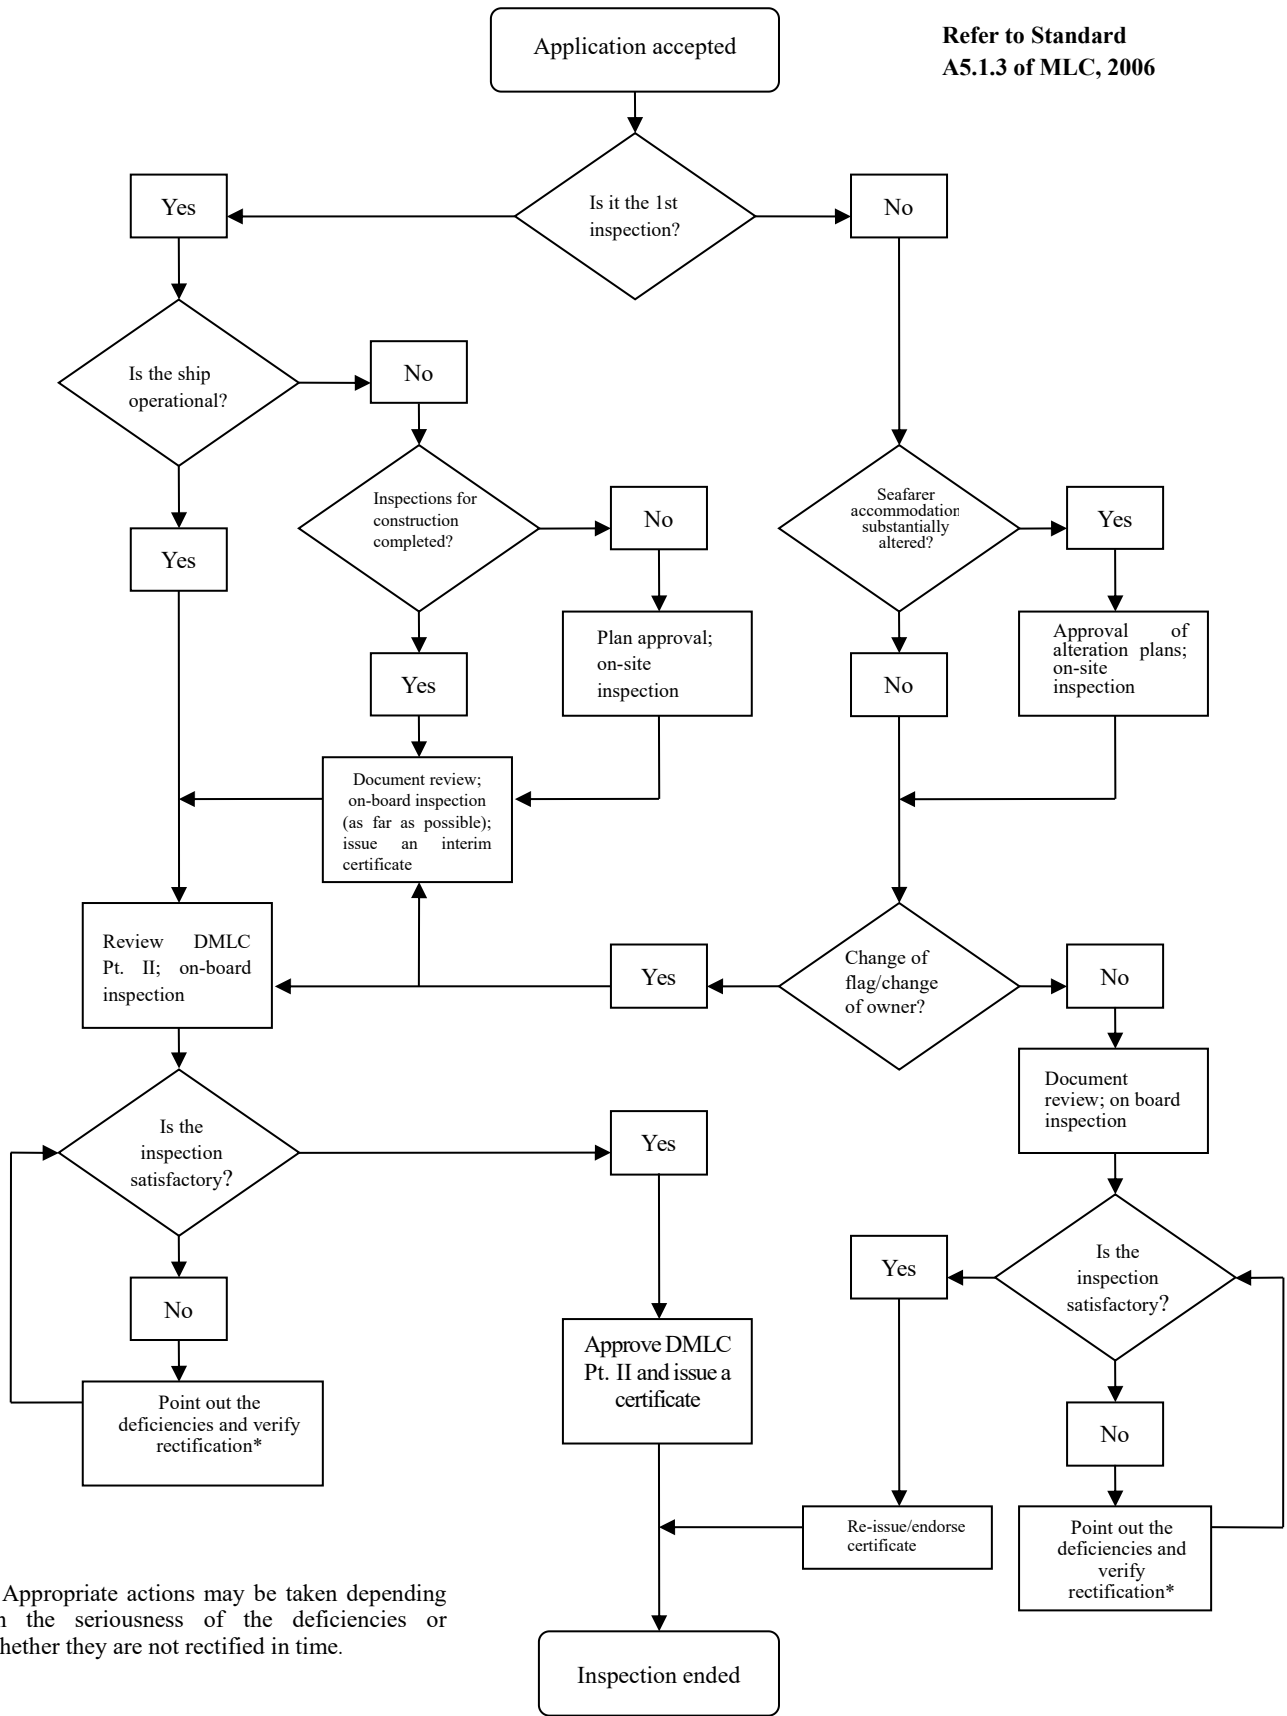 Application accepted
Refer to Standard
A5.1.3 of MLC, 2006
Is it the 1st
inspection?
Yes
No
Is the ship
operational?
No
Yes
Inspections for
construction
completed?
No
Seafarer
accommodation
substantially
altered?
Yes
Plan approval;
on-site
inspection
Approval of
alteration plans;
on-site
inspection
Yes
No
Document review;
on-board inspection
(as far as possible);
issue an interim
certificate
Review DMLC
Pt. II; on-board
inspection
Yes
Change of
flag/change
of owner?
No
Document
review; on board
inspection
Is the
inspection
satisfactory?
Yes
No
Yes
Is the
inspection
satisfactory?
Approve DMLC
Pt. II and issue a
certificate
Point out the
deficiencies and verify
rectification*
No
Re-issue/endorse
certificate
Point out the
deficiencies and
verify
rectification*
Appropriate actions may be taken depending
the seriousness of the deficiencies or
they are not rectified in time.
Inspection ended